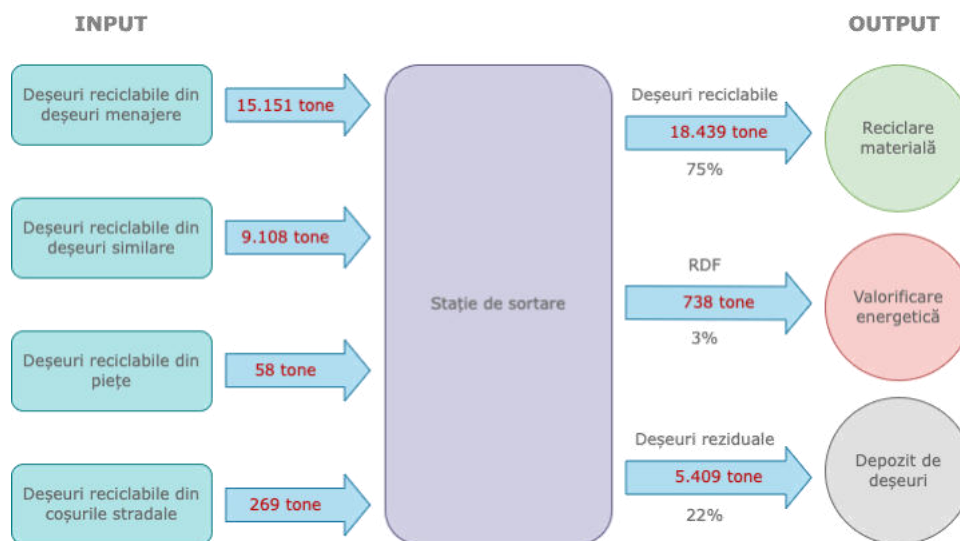 INPUT
OUTPUT
Deșeuri reciclabile din
deșeuri menajere
15.151 tone
Deșeuri reciclabile din
deșeuri similare
9.108 tone
Deșeuri reciclabile din
piețe
58 tone
Deșeuri reciclabile din
coșurile stradale
269 tone
Stație de sortare
Deșeuri reciclabile
18.439 tone
75%
Reciclare
materială
RDF
738 tone
3%
Valorificare
energetică
Deșeuri reziduale
5.409 tone
22%
Depozit de
deșeuri